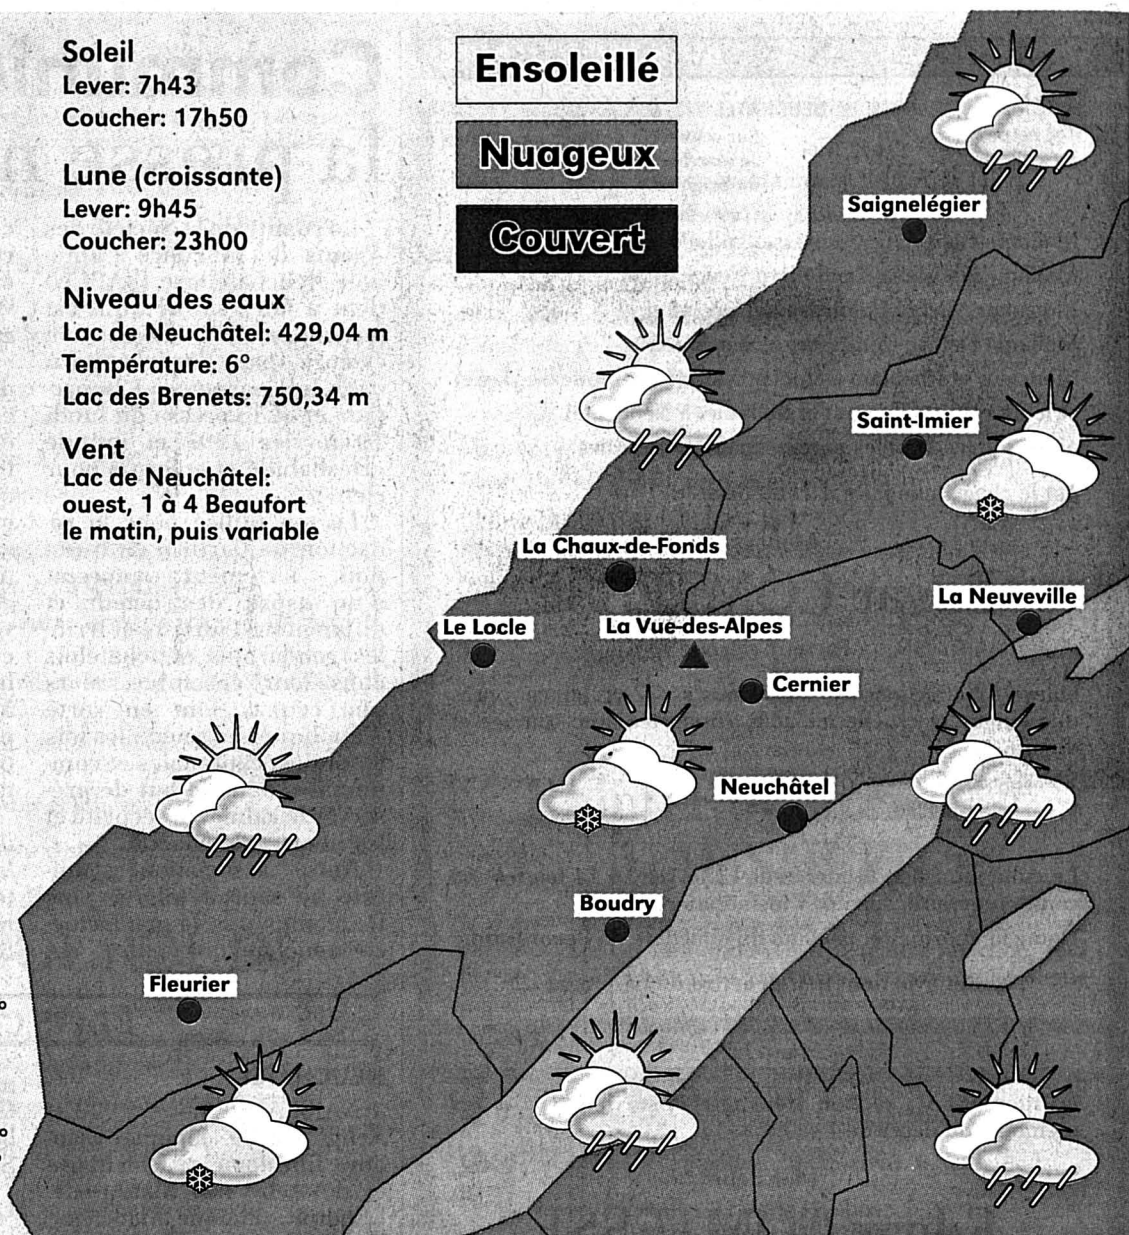 Soleil
Lever: 7h43
Coucher: 17h50
Lune (croissante)
Lever: 9h45
Coucher: 23h00
Niveau des eaux
Lac de Neuchâtel: 429,04 m
Température: 6°
Lac des Brenets: 750,34 m
Vent
Lac de Neuchâtel:
ouest, 1 à 4 Beaufort
le matin, puis variable
Ensoleillé
Nuageux
Couvert
Saignelégier
Saint-Imier
La Chaux-de-Fonds
La Neuveville
Le Locle
La Vue-des-Alpes
Cernier
Neuchâtel
Boudry
Fleurier